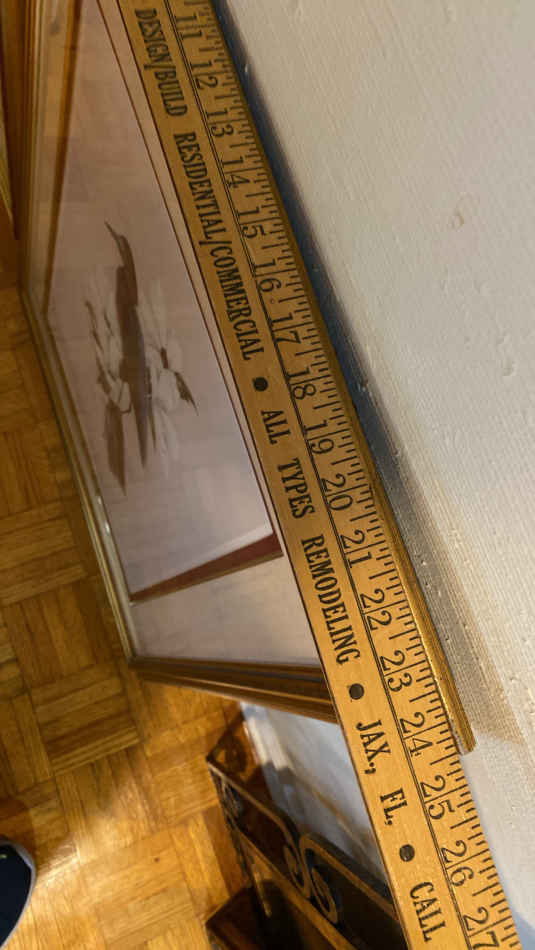 11 12 13 14 15 16 17 18 19 20 21 22 23 24 25 26 27
DESIGN/BUILD RESIDENTIAL/COMMERCIAL ● ALL TYPES REMODELING ● JAX., FL, ● CALL